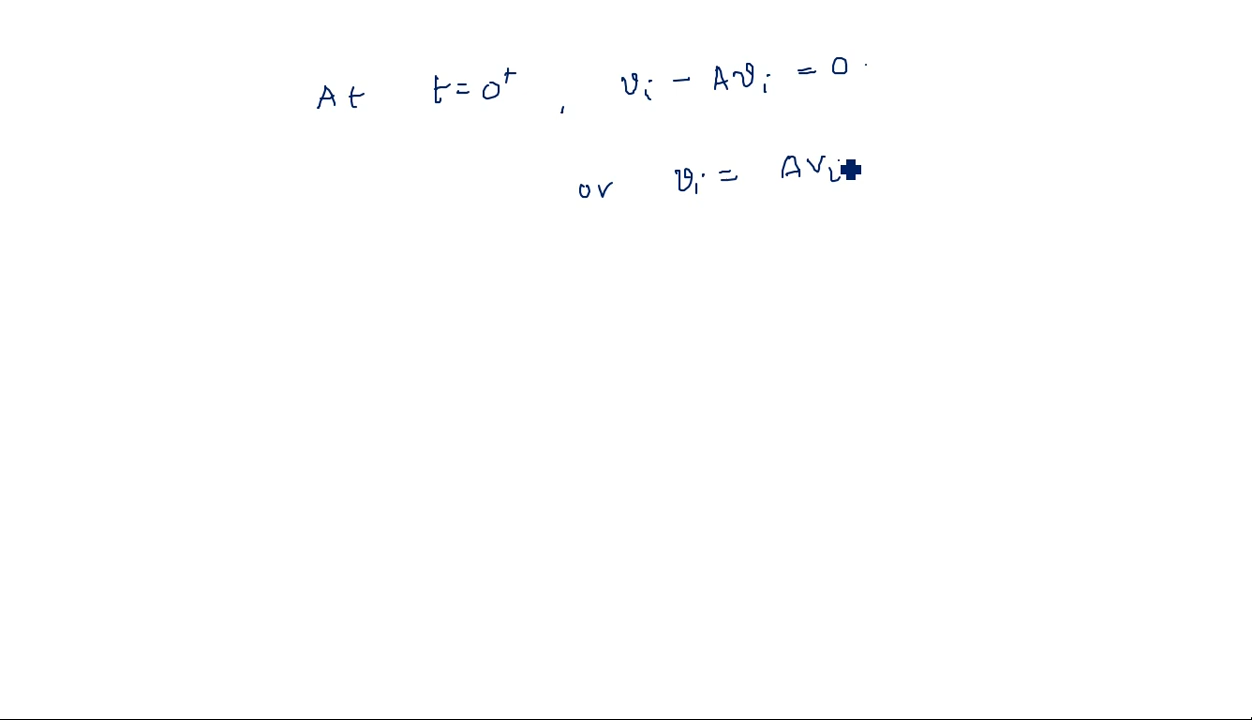 At t=0⁺, vᵢ - Avᵢ = 0
or vᵢ = Avᵢ